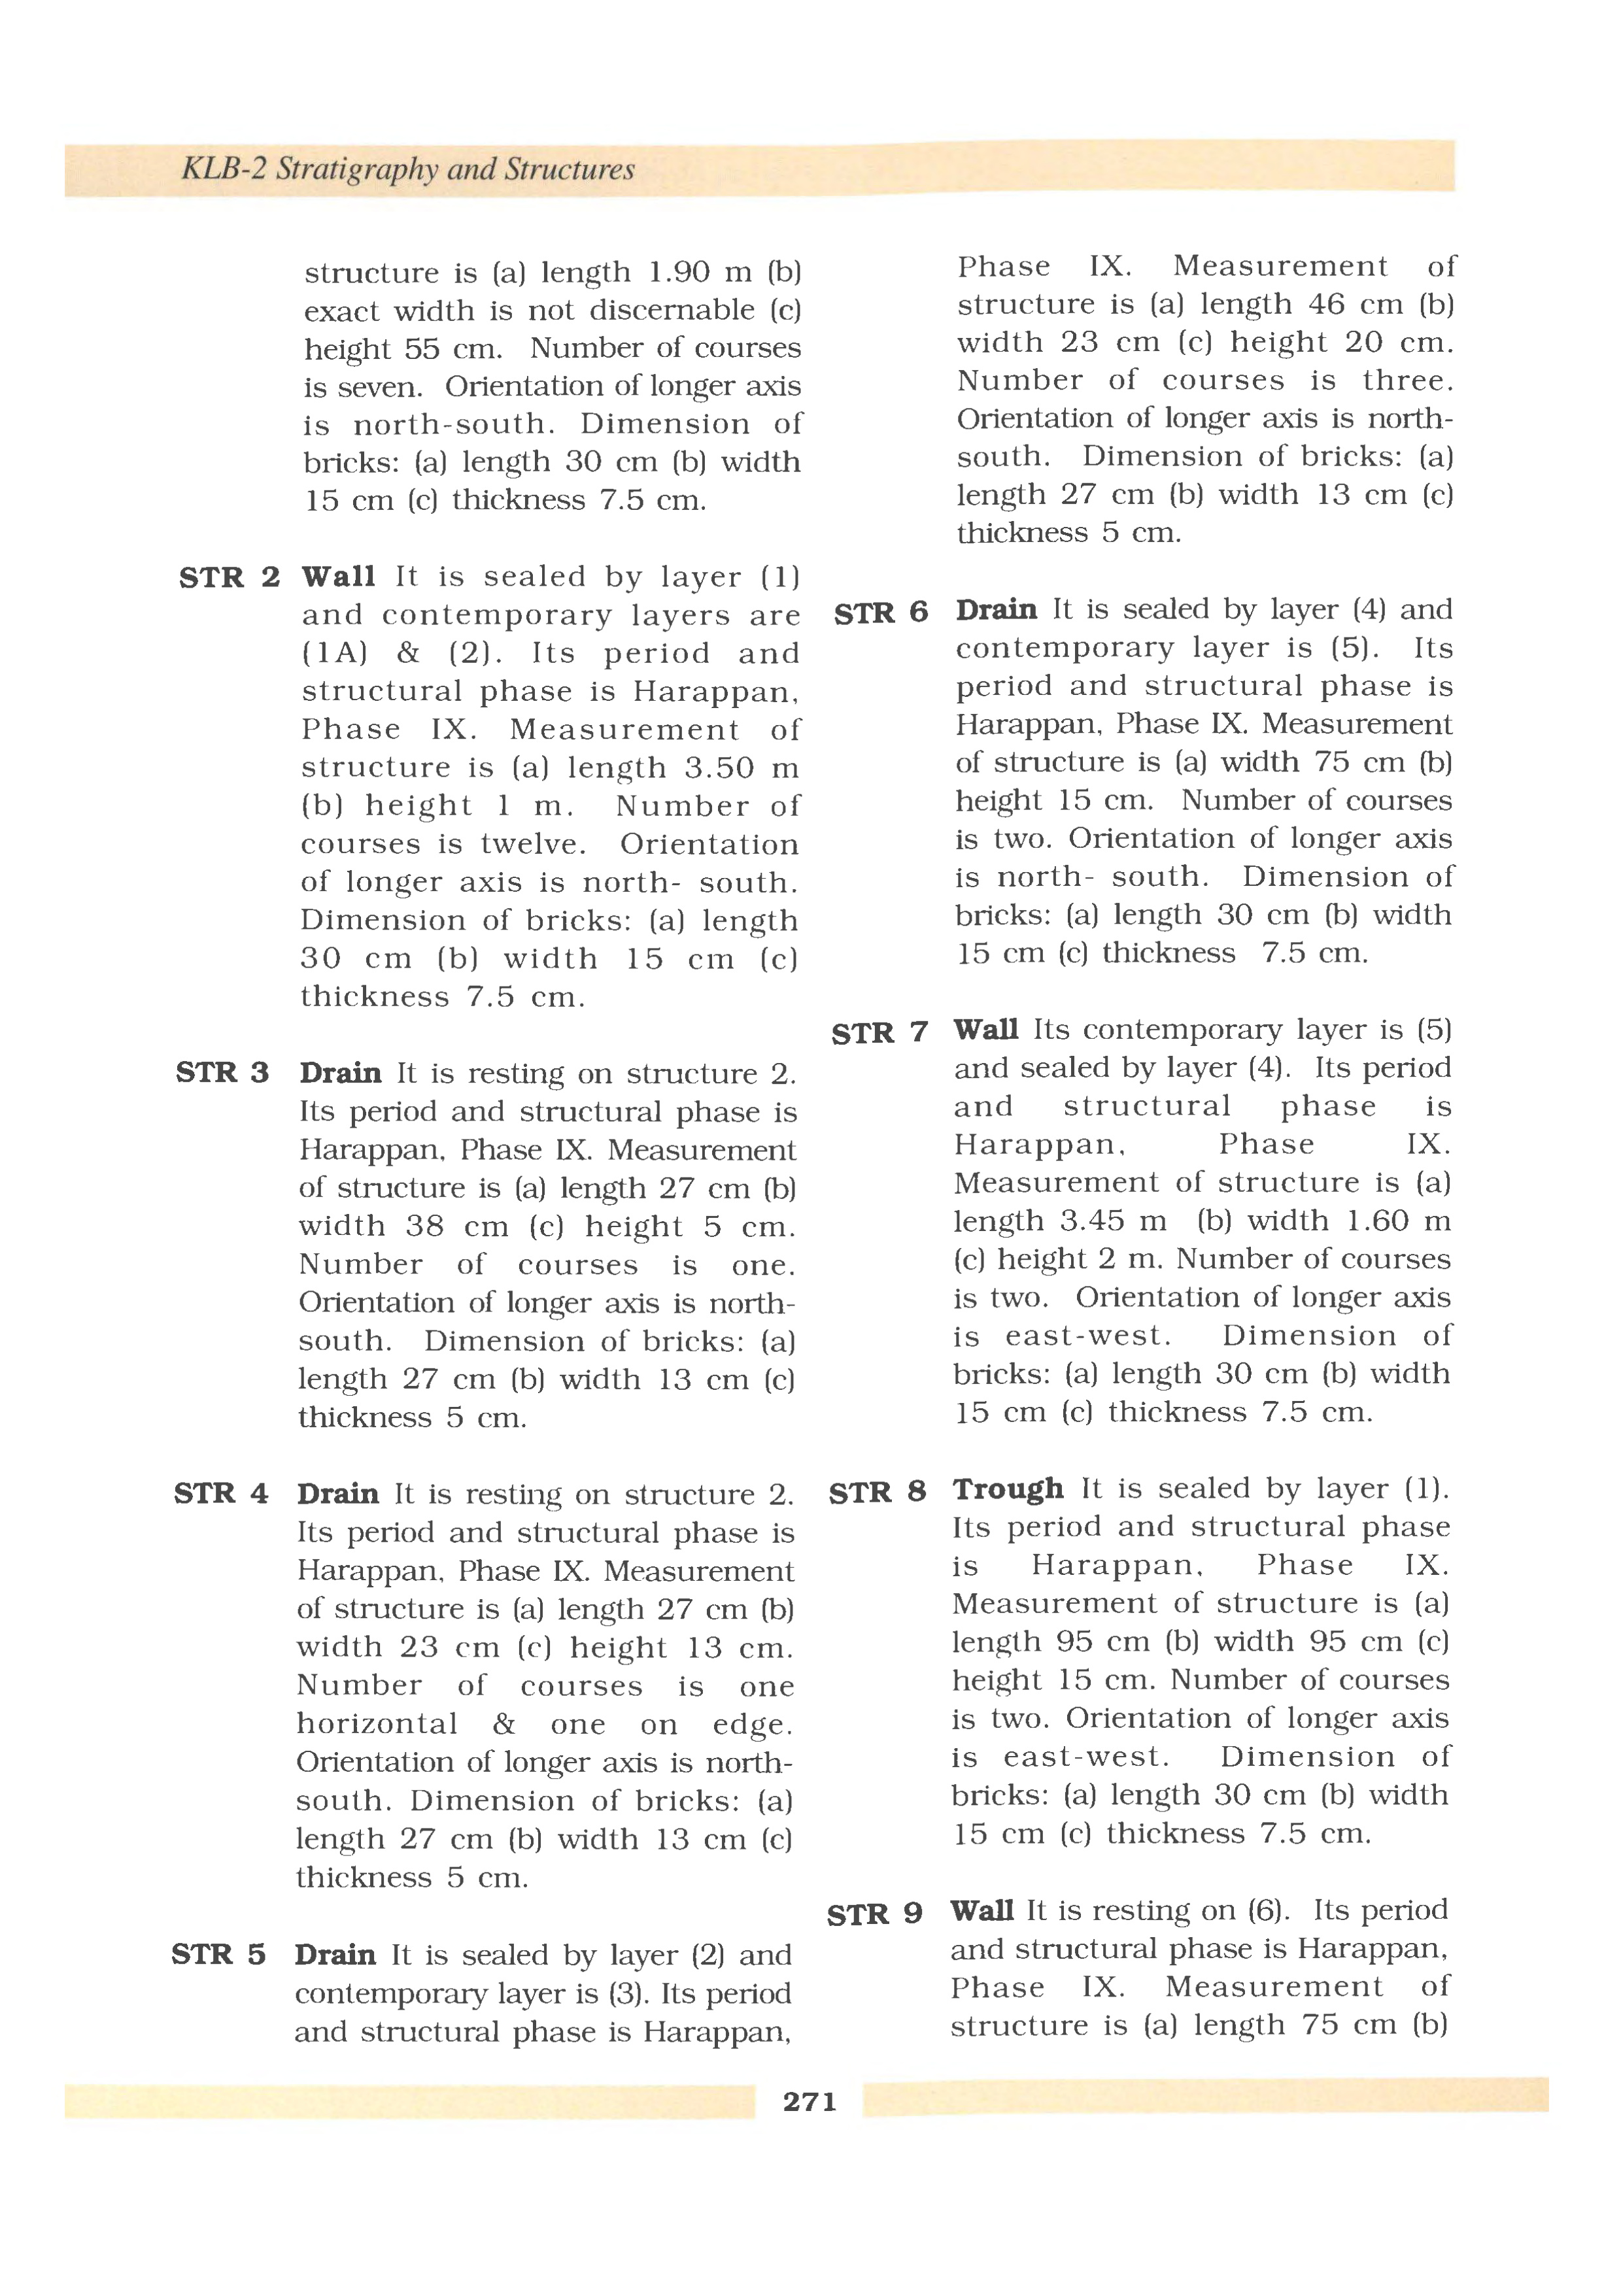 KLB-2 Stratigraphy and Structures
structure is (a) length 1.90 m (b)
exact width is not discernable (c)
height 55 cm. Number of courses
is seven. Orientation of longer axis
is north-south. Dimension of
bricks: (a) length 30 cm (b) width
15 cm (c) thickness 7.5 cm.
STR 2 Wall It is sealed by layer (1)
and contemporary layers are
(1A) & (2). Its period and
structural phase is Harappan,
Phase IX. Measurement of
structure is (a) length 3.50 m
(b) height 1 m. Number of
courses is twelve. Orientation
of longer axis is north- south.
Dimension of bricks: (a) length
30 cm (b) width 15 cm (c)
thickness 7.5 cm.
STR 3 Drain It is resting on structure 2.
Its period and structural phase is
Harappan, Phase IX. Measurement
of structure is (a) length 27 cm (b)
width 38 cm (c) height 5 cm.
Number of courses is one.
Orientation of longer axis is north-
south. Dimension of bricks: (a)
length 27 cm (b) width 13 cm (c)
thickness 5 cm.
STR 4 Drain It is resting on structure 2.
Its period and structural phase is
Harappan, Phase IX. Measurement
of structure is (a) length 27 cm (b)
width 23 cm (c) height 13 cm.
Number of courses is one
horizontal & one on edge.
Orientation of longer axis is north-
south. Dimension of bricks: (a)
length 27 cm (b) width 13 cm (c)
thickness 5 cm.
STR 5 Drain It is sealed by layer (2) and
contemporary layer is (3). Its period
and structural phase is Harappan,
Phase IX. Measurement of
structure is (a) length 46 cm (b)
width 23 cm (c) height 20 cm.
Number of courses is three.
Orientation of longer axis is north-
south. Dimension of bricks: (a)
length 27 cm (b) width 13 cm (c)
thickness 5 cm.
STR 6 Drain It is sealed by layer (4) and
contemporary layer is (5). Its
period and structural phase is
Harappan, Phase IX. Measurement
of structure is (a) width 75 cm (b)
height 15 cm. Number of courses
is two. Orientation of longer axis
is north- south. Dimension of
bricks: (a) length 30 cm (b) width
15 cm (c) thickness 7.5 cm.
STR 7 Wall Its contemporary layer is (5)
and sealed by layer (4). Its period
and structural phase is
Harappan, Phase IX.
Measurement of structure is (a)
length 3.45 m (b) width 1.60 m
(c) height 2 m. Number of courses
is two. Orientation of longer axis
is east-west. Dimension of
bricks: (a) length 30 cm (b) width
15 cm (c) thickness 7.5 cm.
STR 8 Trough It is sealed by layer (1).
Its period and structural phase
is Harappan, Phase IX.
Measurement of structure is (a)
length 95 cm (b) width 95 cm (c)
height 15 cm. Number of courses
is two. Orientation of longer axis
is east-west. Dimension of
bricks: (a) length 30 cm (b) width
15 cm (c) thickness 7.5 cm.
STR 9 Wall It is resting on (6). Its period
and structural phase is Harappan,
Phase IX. Measurement of
structure is (a) length 75 cm (b)
271